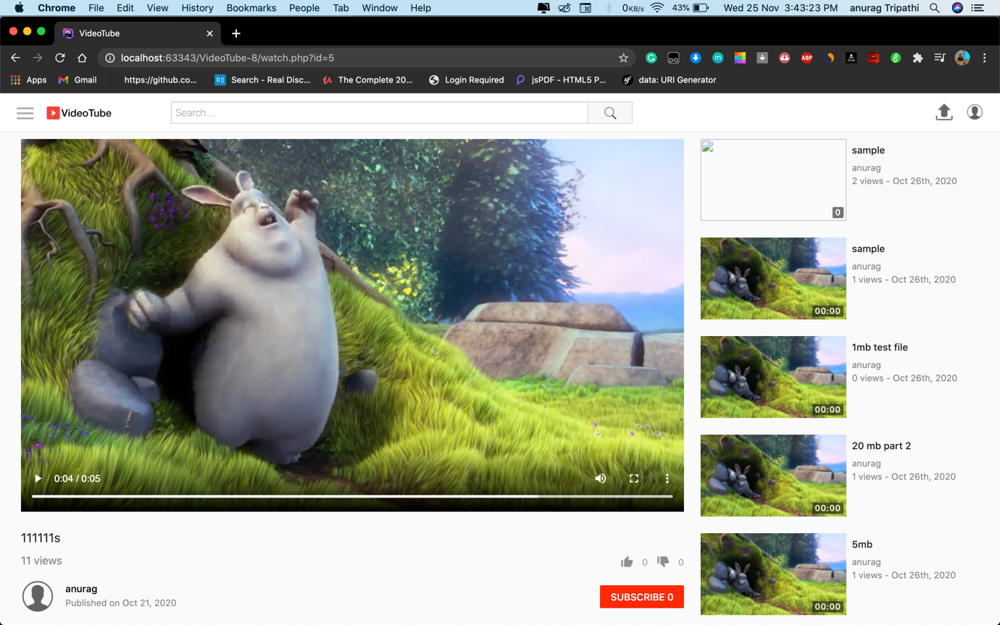 Chrome File Edit View History Bookmarks People Tab Window Help 0KB/s 43% Wed 25 Nov 3:43:23 PM anurag Tripathi
PS VideoTube
localhost:63343/VideoTube-8/watch.php?id=5 ABP
Apps Gmail https://github.co... RD Search - Real Disc... The Complete 20... Login Required jsPDF - HTML5 P... sf data: URI Generator
VideoTube Search...
0:04 / 0:05
111111s
11 views
0 0
anurag
Published on Oct 21, 2020
SUBSCRIBE 0
sample
anurag
2 views - Oct 26th, 2020
0
sample
anurag
1 views - Oct 26th, 2020
00:00
1mb test file
anurag
0 views - Oct 26th, 2020
00:00
20 mb part 2
anurag
1 views - Oct 26th, 2020
00:00
5mb
anurag
1 views - Oct 26th, 2020
00:00